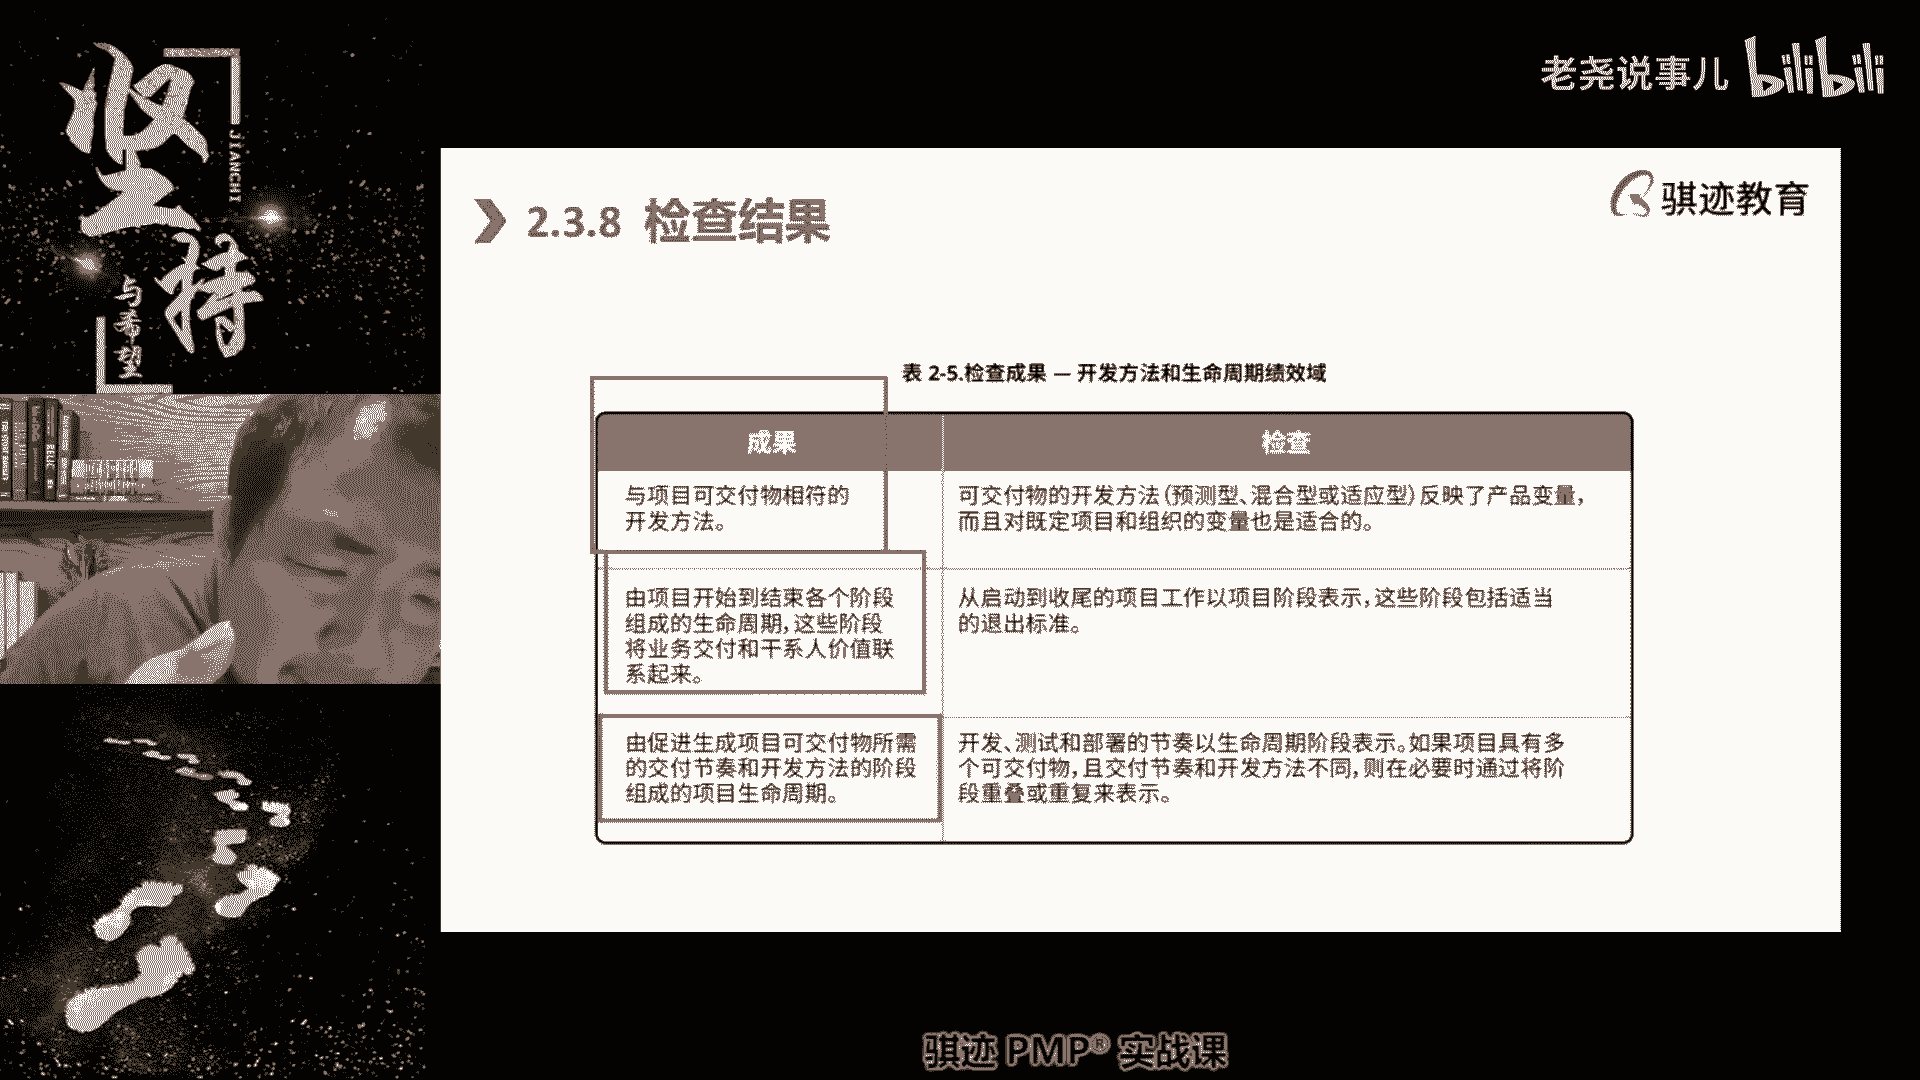 坚持
JIANCHI
与希望
老尧说事儿 bilibili
骐迹教育
2.3.8 检查结果
表 2-5.检查成果 — 开发方法和生命周期绩效域
成果
检查
与项目可交付物相符的
开发方法。
可交付物的开发方法(预测型、混合型或适应型)反映了产品变量,
而且对既定项目和组织的变量也是适合的。
由项目开始到结束各个阶段
组成的生命周期,这些阶段
将业务交付和干系人价值联
系起来。
从启动到收尾的项目工作以项目阶段表示,这些阶段包括适当
的退出标准。
由促进生成项目可交付物所需
的交付节奏和开发方法的阶段
组成的项目生命周期。
开发、测试和部署的节奏以生命周期阶段表示。如果项目具有多
个可交付物,且交付节奏和开发方法不同,则在必要时通过将阶
段重叠或重复来表示。
骐迹 PMP® 实战课